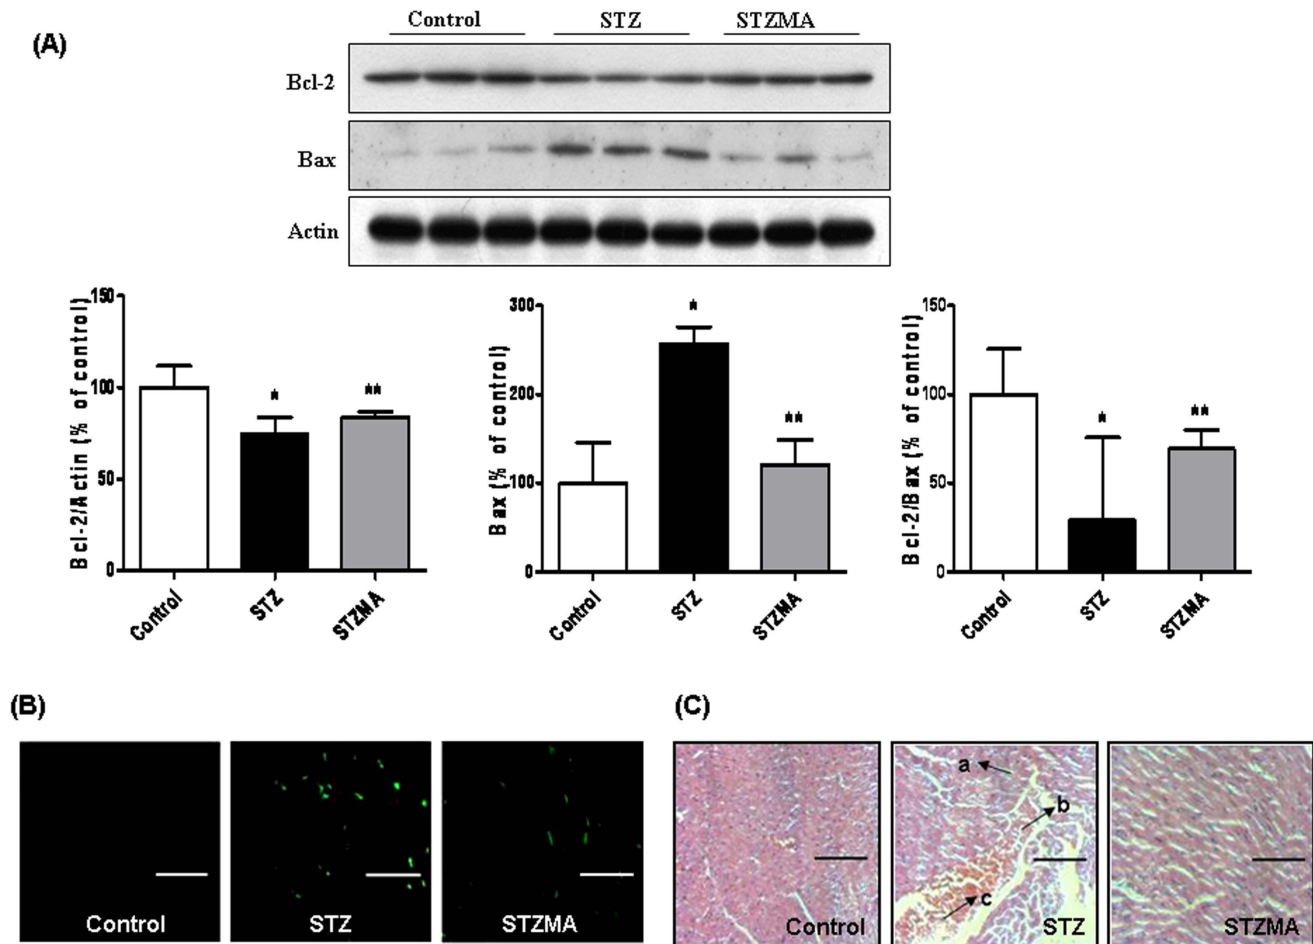 (A)
Control STZ STZMA
Bcl-2
Bax
Actin
Bcl-2/Actin (% of control)
150
100
50
0
*
**
Control
STZ
STZMA
Bax (% of control)
300
200
100
0
*
**
Control
STZ
STZMA
Bcl-2/Bax (% of control)
150
100
50
0
*
**
Control
STZ
STZMA
(B)
Control
STZ
STZMA
(C)
Control
a
b
c
STZ
STZMA